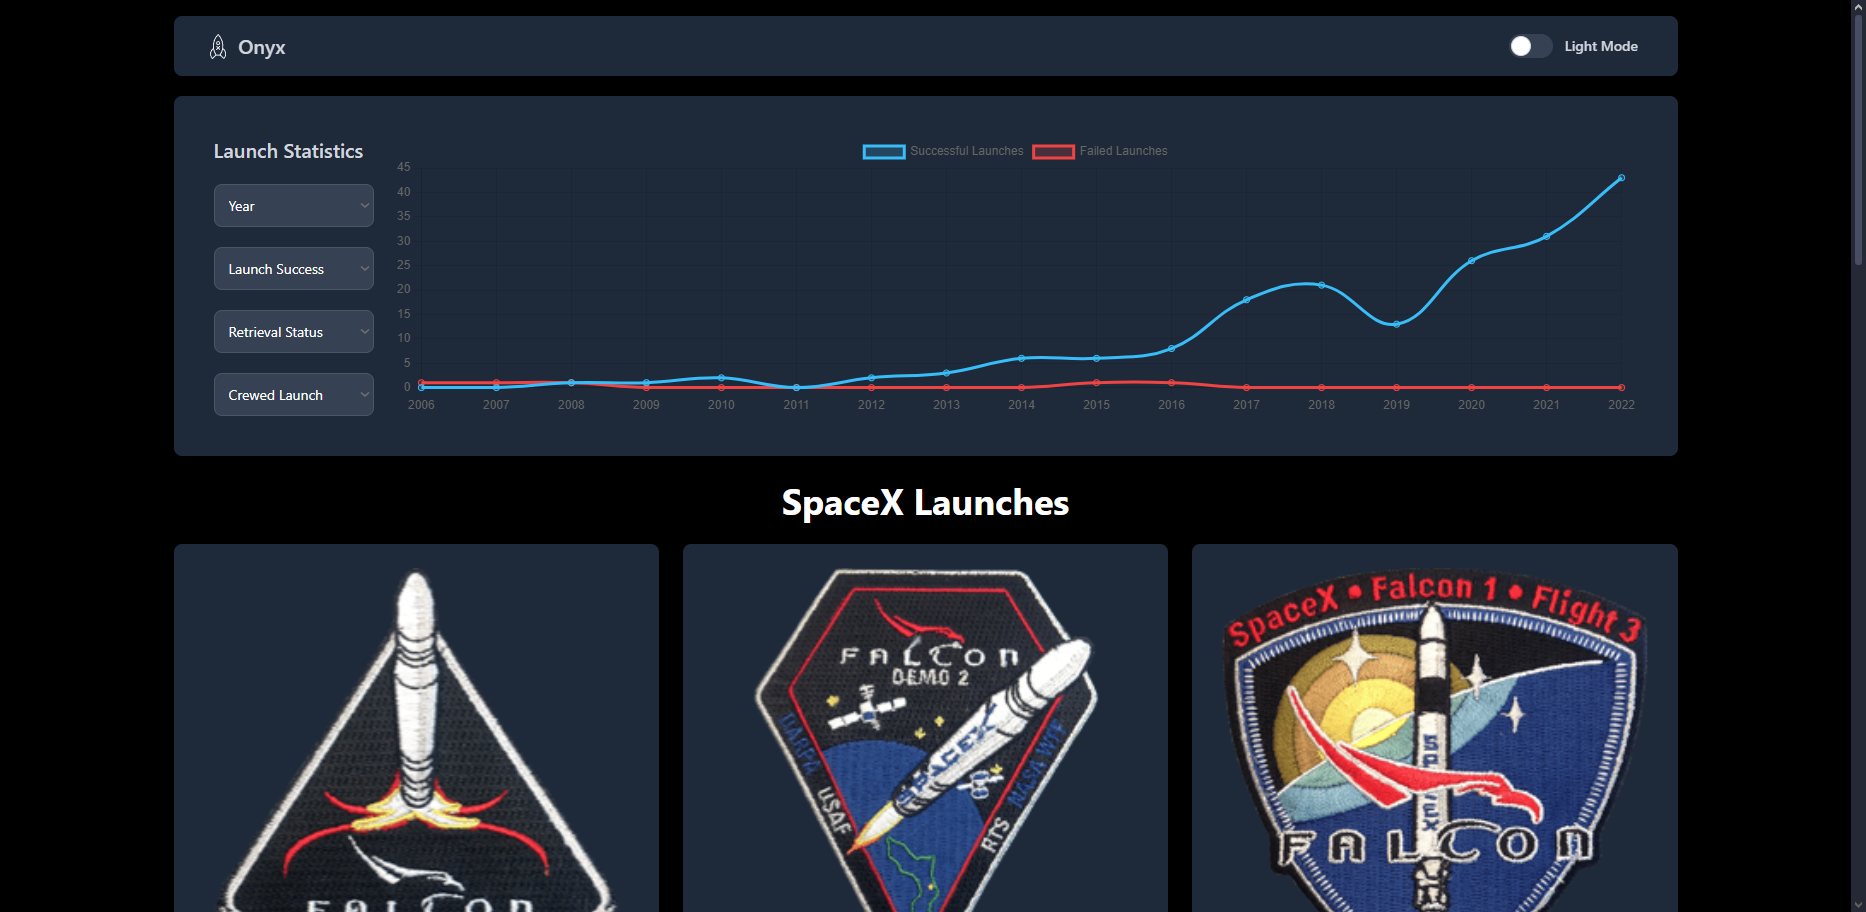 Onyx
Light Mode
Launch Statistics
Year
Launch Success
Retrieval Status
Crewed Launch
Successful Launches
Failed Launches
45
40
35
30
25
20
15
10
5
0
2006 2007 2008 2009 2010 2011 2012 2013 2014 2015 2016 2017 2018 2019 2020 2021 2022
SpaceX Launches
FALCON
FALCON
DEMO 2
DARPA
USAF
SPACEX
NASA WFF
RTS
SpaceX • Falcon 1 • Flight 3
SPACEX
FALCON